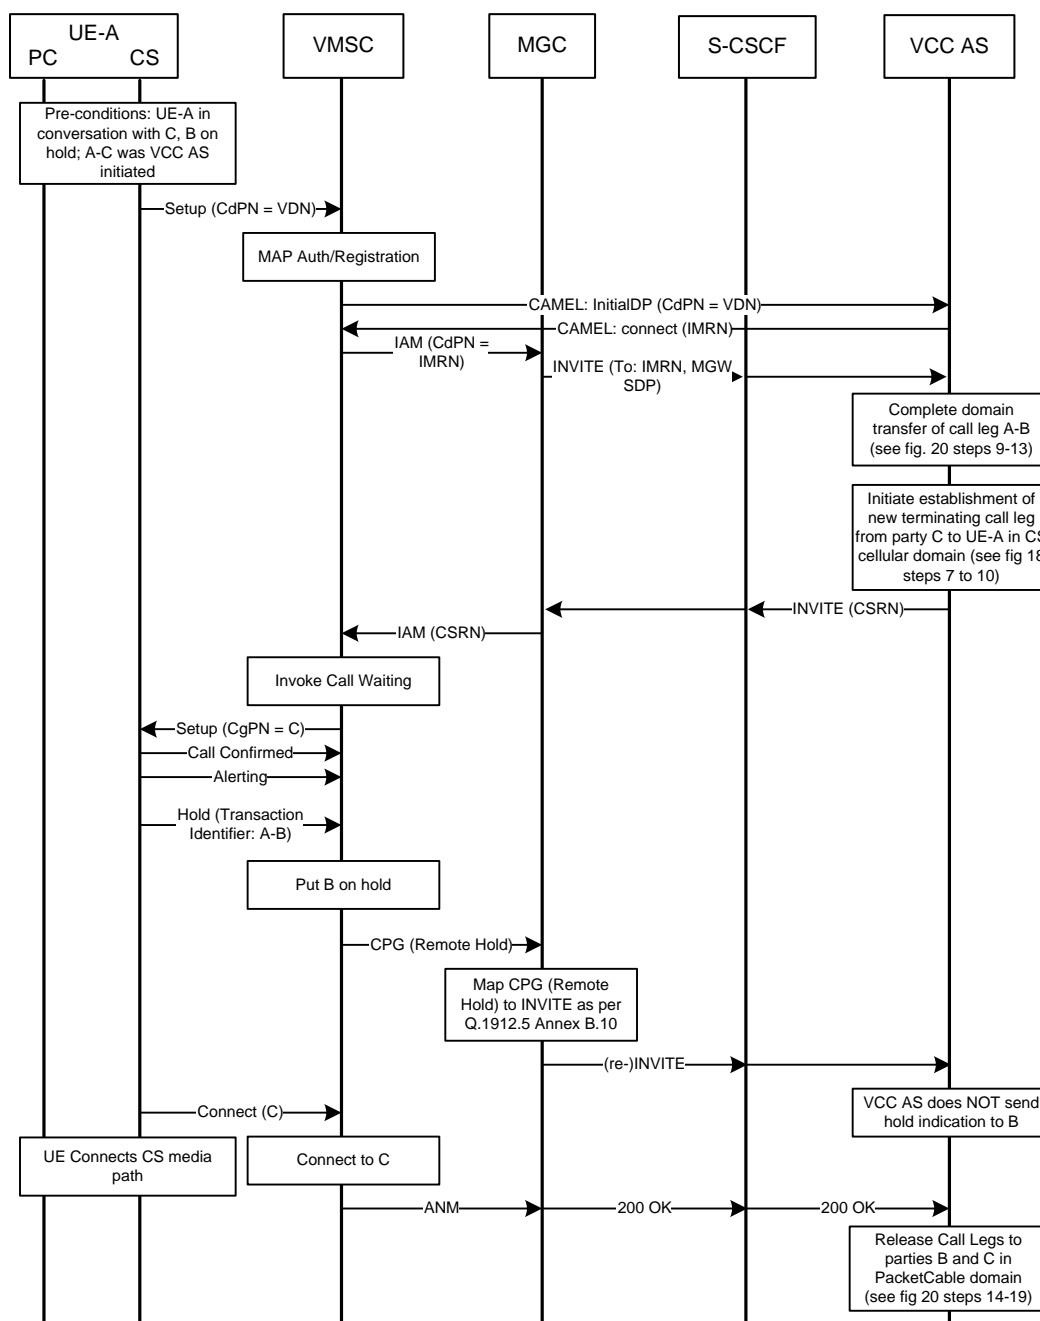 UE-A
PC CS
VMSC
MGC
S-CSCF
VCC AS
Pre-conditions: UE-A in
conversation with C, B on
hold; A-C was VCC AS
initiated
Setup (CdPN = VDN)
MAP Auth/Registration
CAMEL: InitialDP (CdPN = VDN)
CAMEL: connect (IMRN)
IAM (CdPN =
IMRN)
INVITE (To: IMRN, MGW
SDP)
Complete domain
transfer of call leg A-B
(see fig. 20 steps 9-13)
Initiate establishment of
new terminating call leg
from party C to UE-A in CS
cellular domain (see fig 18
steps 7 to 10)
INVITE (CSRN)
IAM (CSRN)
Invoke Call Waiting
Setup (CgPN = C)
Call Confirmed
Alerting
Hold (Transaction
Identifier: A-B)
Put B on hold
CPG (Remote Hold)
Map CPG (Remote
Hold) to INVITE as per
Q.1912.5 Annex B.10
(re-)INVITE
VCC AS does NOT send
hold indication to B
Connect (C)
UE Connects CS media
path
Connect to C
ANM
200 OK
200 OK
Release Call Legs to
parties B and C in
PacketCable domain
(see fig 20 steps 14-19)